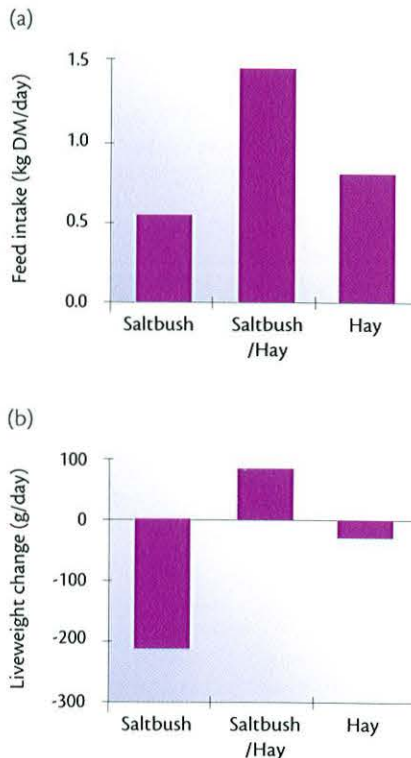 (a)
Feed intake (kg DM/day)
1.5
1.0
0.5
0.0
Saltbush
Saltbush
/Hay
Hay
(b)
Liveweight change (g/day)
100
0
-100
-200
-300
Saltbush
Saltbush
/Hay
Hay